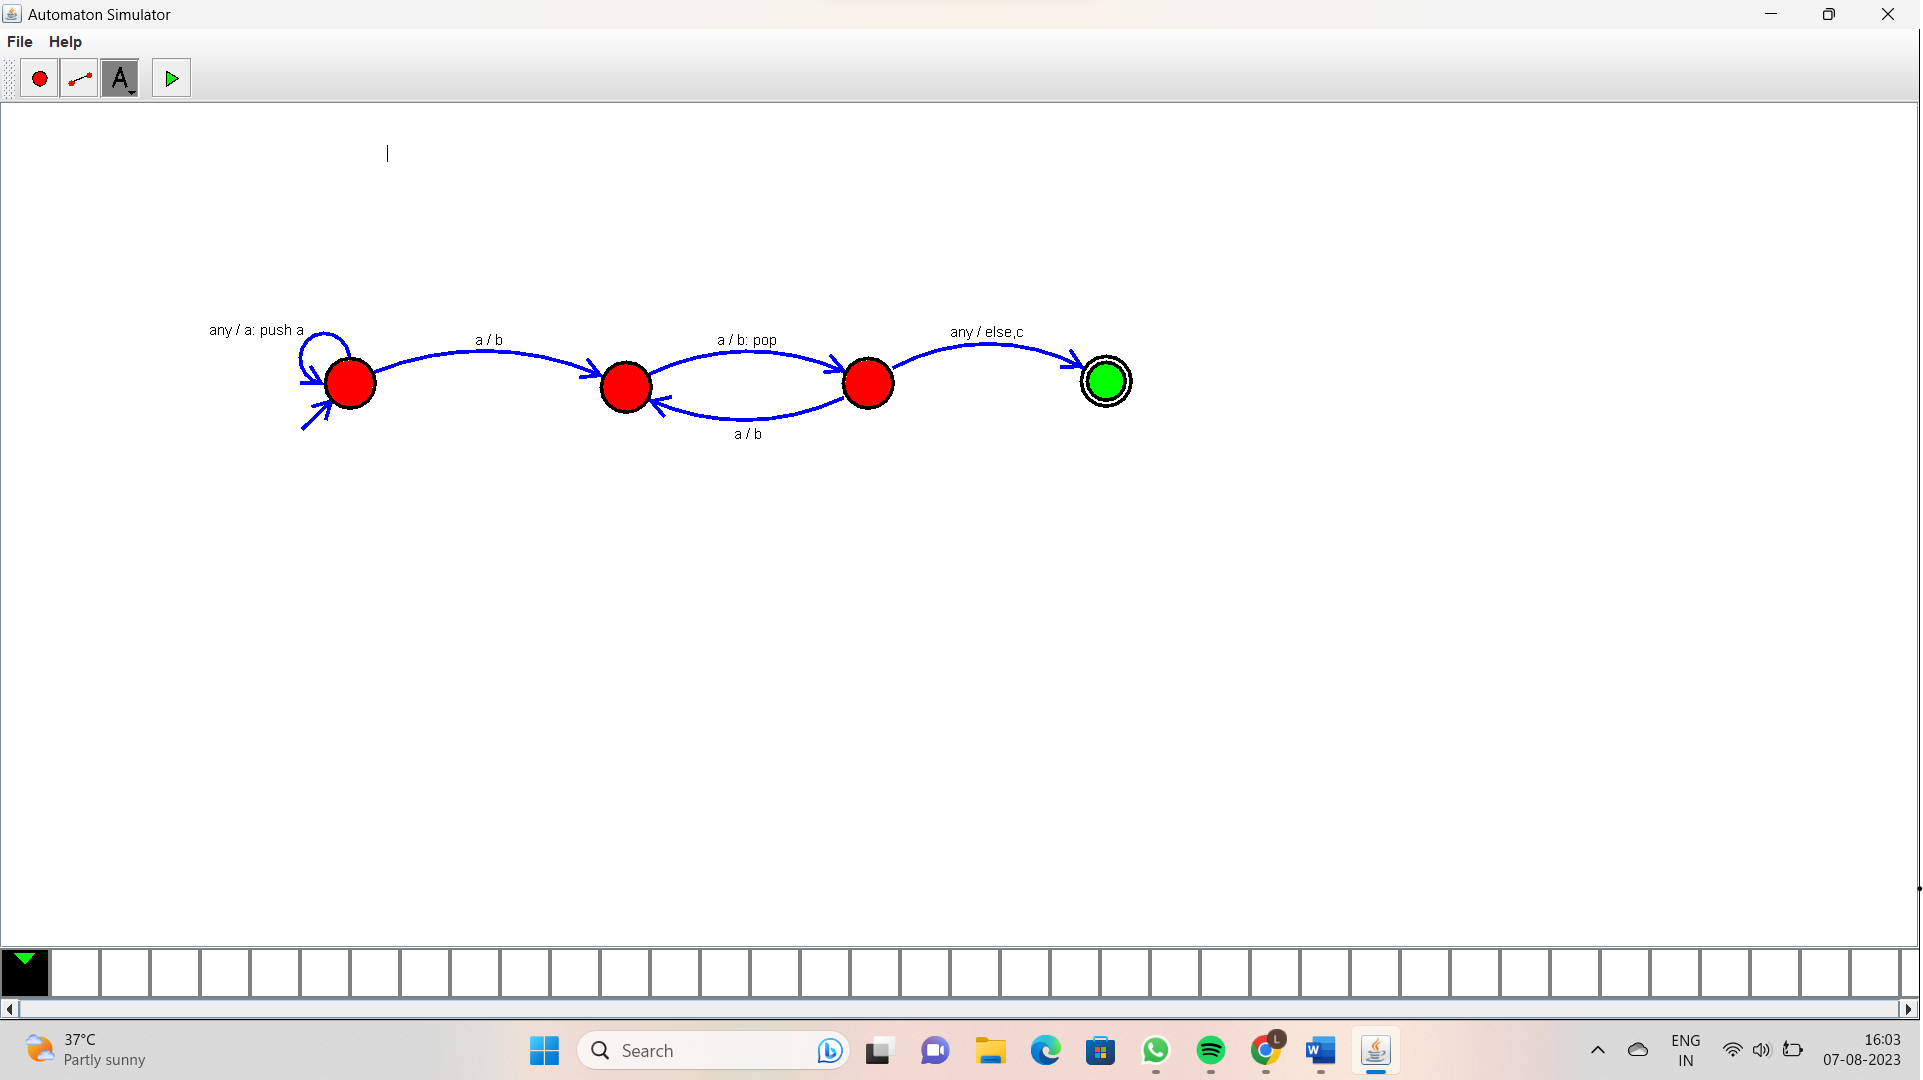 Automaton Simulator
File Help
A
any / a: push a
a / b
a / b: pop
any / else,c
a / b
37°C
Partly sunny
Search
L
W
ENG
IN
16:03
07-08-2023